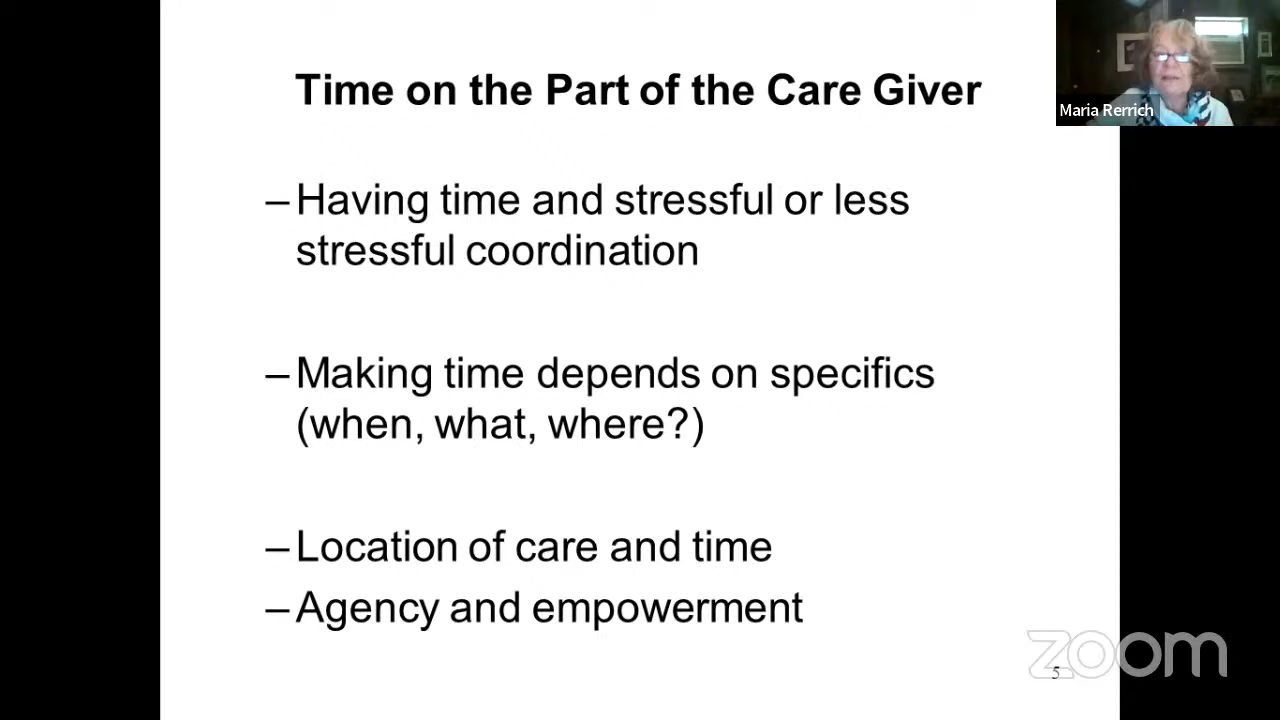 Time on the Part of the Care Giver
Maria Rerrich
–Having time and stressful or less
stressful coordination
–Making time depends on specifics
(when, what, where?)
–Location of care and time
–Agency and empowerment
zoom
5